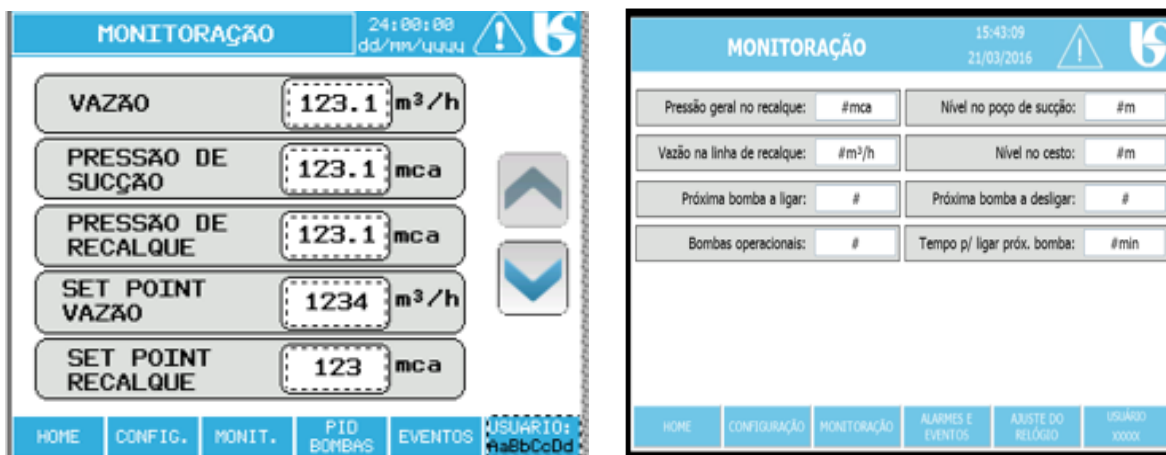 MONITORAÇÃO
24:00:00
dd/mm/yyyy
VAZÃO
123.1 m³/h
PRESSÃO DE
SUCÇÃO
123.1 mca
PRESSÃO DE
RECALQUE
123.1 mca
SET POINT
VAZÃO
1234 m³/h
SET POINT
RECALQUE
123 mca
HOME
CONFIG.
MONIT.
PID
BOMBAS
EVENTOS
USUARIO:
AaBbCcDd
MONITORAÇÃO
15:43:09
21/03/2016
Pressão geral no recalque: #mca
Nível no poço de sucção: #m
Vazão na linha de recalque: #m³/h
Nível no cesto: #m
Próxima bomba a ligar: #
Próxima bomba a desligar: #
Bombas operacionais: #
Tempo p/ ligar próx. bomba: #min
HOME
CONFIGURAÇÃO
MONITORAÇÃO
ALARMES E
EVENTOS
AJUSTE DO
RELÓGIO
USUÁRIO
XXXXX